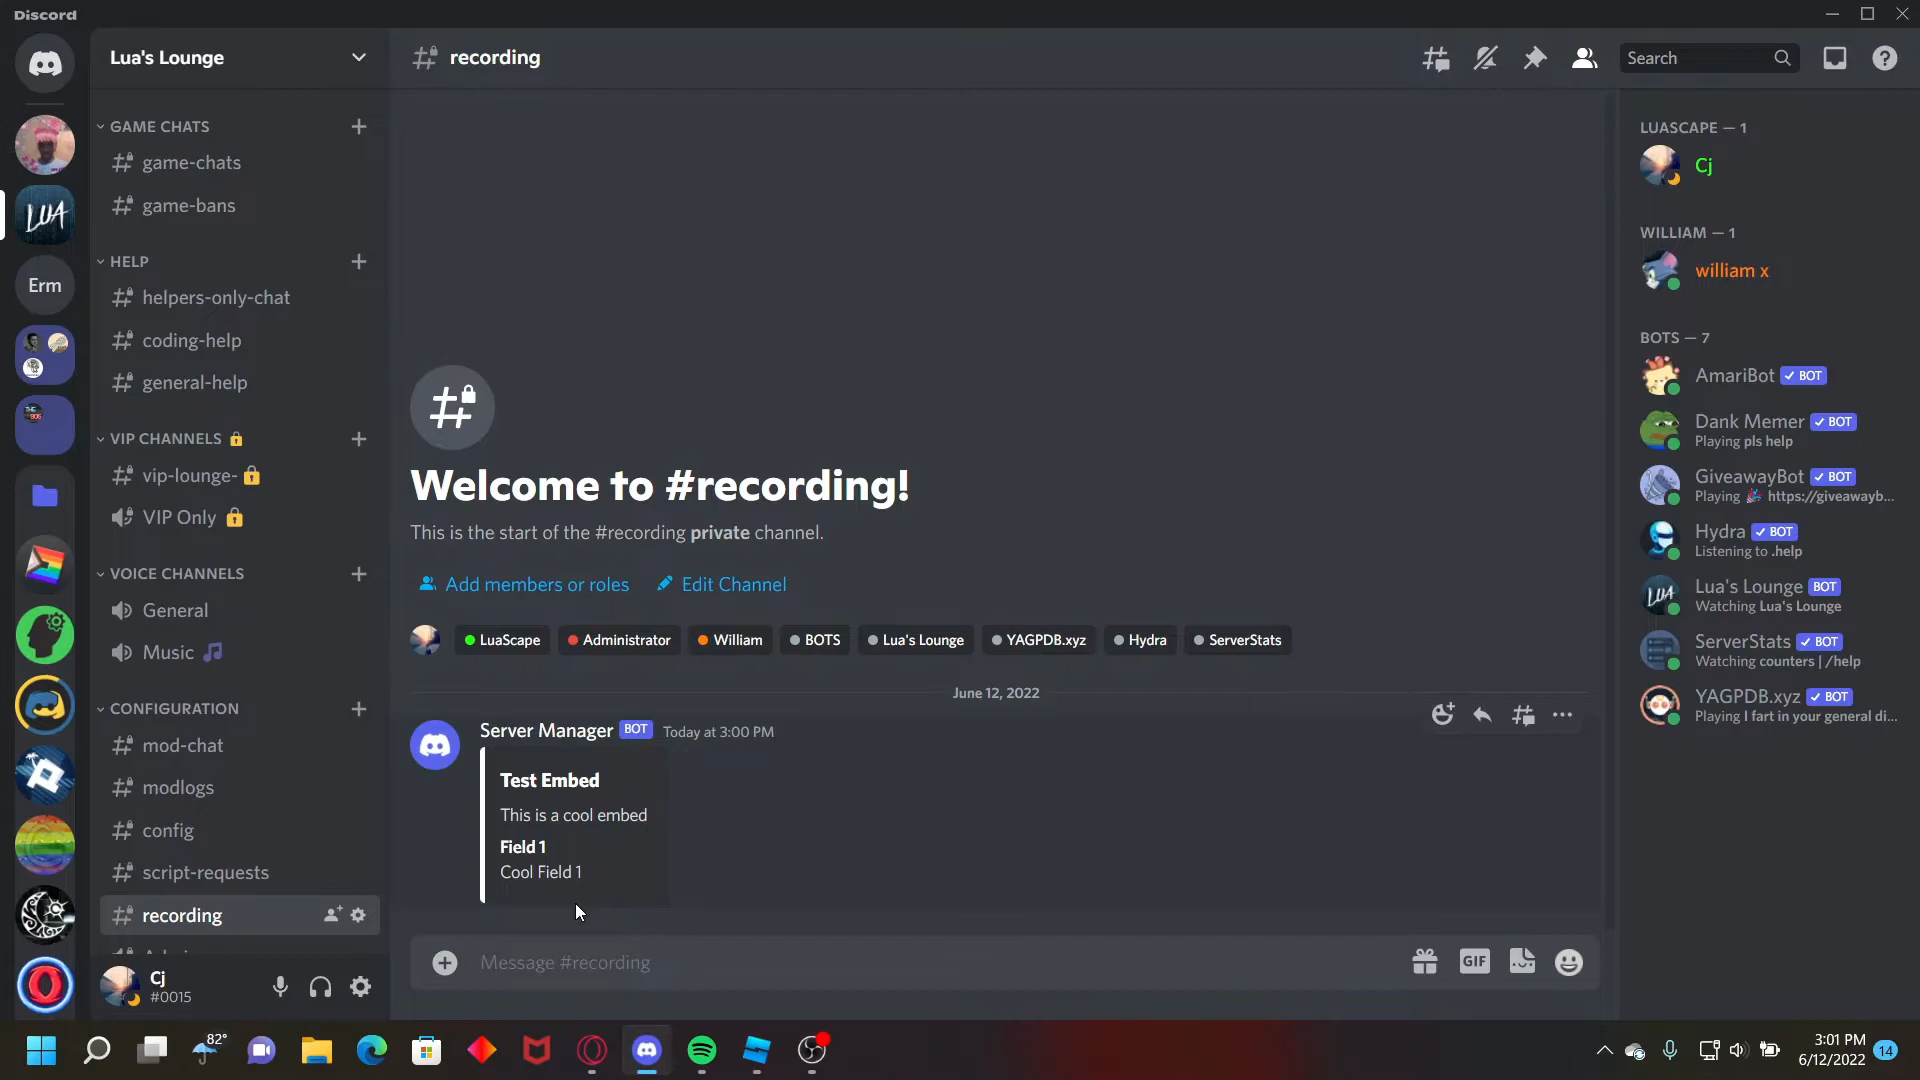 Discord
Lua's Lounge
recording
Search
GAME CHATS
game-chats
game-bans
HELP
helpers-only-chat
coding-help
general-help
VIP CHANNELS
vip-lounge-
VIP Only
VOICE CHANNELS
General
Music
CONFIGURATION
mod-chat
modlogs
config
script-requests
recording
Cj
#0015
LUA
Erm
Welcome to #recording!
This is the start of the #recording private channel.
Add members or roles
Edit Channel
LuaScape
Administrator
William
BOTS
Lua's Lounge
YAGPDB.xyz
Hydra
ServerStats
June 12, 2022
Server Manager BOT Today at 3:00 PM
Test Embed
This is a cool embed
Field 1
Cool Field 1
Message #recording
GIF
LUASCAPE — 1
Cj
WILLIAM — 1
william x
BOTS — 7
AmariBot BOT
Dank Memer BOT
Playing pls help
GiveawayBot BOT
Playing https://giveawayb...
Hydra BOT
Listening to .help
Lua's Lounge BOT
Watching Lua's Lounge
ServerStats BOT
Watching counters | /help
YAGPDB.xyz BOT
Playing I fart in your general di...
82°
3:01 PM
6/12/2022
14